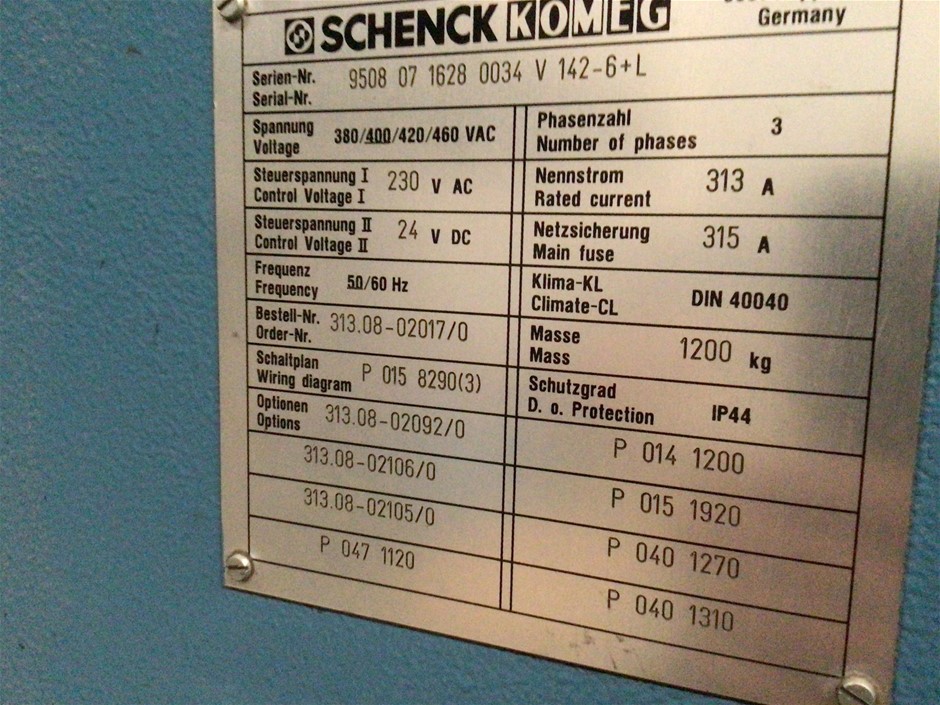 Germany
SCHENCK KOMEG
Serien-Nr. 9508 07 1628 0034 V 142-6+L
Serial-Nr.
Spannung 380/400/420/460 VAC
Voltage
Phasenzahl 3
Number of phases
Steuerspannung I 230 V AC
Control Voltage I
Nennstrom 313 A
Rated current
Steuerspannung II 24 V DC
Control Voltage II
Netzsicherung 315 A
Main fuse
Frequenz 50/60 Hz
Frequency
Klima-KL DIN 40040
Climate-CL
Bestell-Nr. 313.08-02017/0
Order-Nr.
Masse 1200 kg
Mass
Schaltplan P 015 8290(3)
Wiring diagram
Schutzgrad IP44
D. o. Protection
Optionen 313.08-02092/0
Options
P 014 1200
313.08-02106/0
P 015 1920
313.08-02105/0
P 040 1270
P 047 1120
P 040 1310